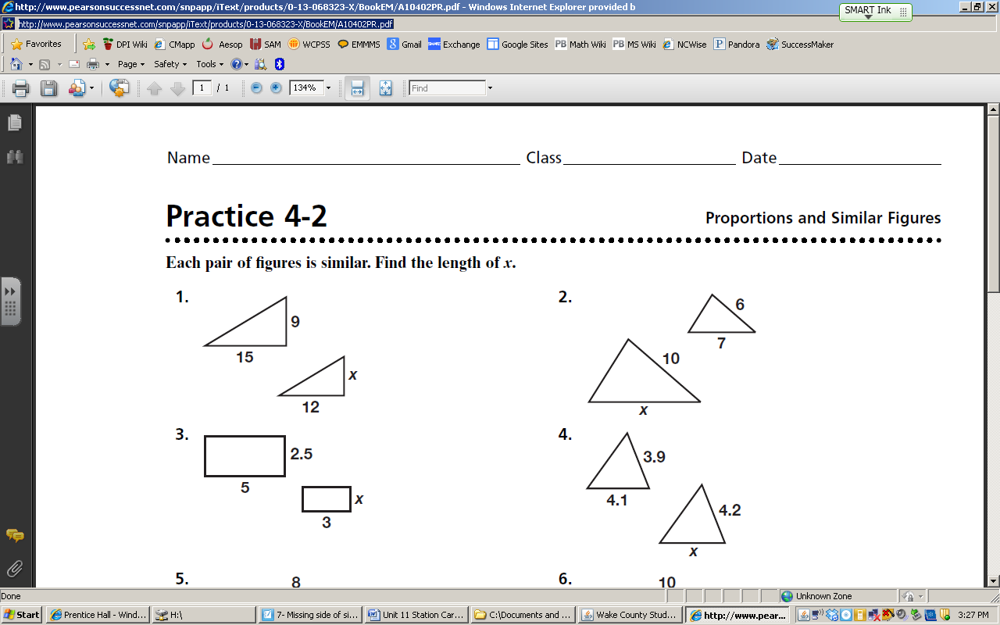 http://www.pearsonsuccessnet.com/snpapp/iText/products/0-13-068323-X/BookEM/A10402PR.pdf - Windows Internet Explorer provided b
SMART Ink
http://www.pearsonsuccessnet.com/snpapp/iText/products/0-13-068323-X/BookEM/A10402PR.pdf
Favorites DPI Wiki CMapp Aesop SAM WCPSS EMMMS Gmail Exchange Google Sites PB Math Wiki PB MS Wiki NCWise Pandora SuccessMaker
Page Safety Tools
1 / 1 134% Find
Name Class Date
Practice 4-2
Proportions and Similar Figures
Each pair of figures is similar. Find the length of x.
1.
9
15
x
12
2.
6
7
10
x
3.
2.5
5
x
3
4.
3.9
4.1
4.2
x
5.
8
6.
10
Done Unknown Zone
Start Prentice Hall - Wind... H:\ 7- Missining side of si... Unit 11 Station Car... C:\Documents and ... Wake County Stud... http://www.pear... 3:27 PM